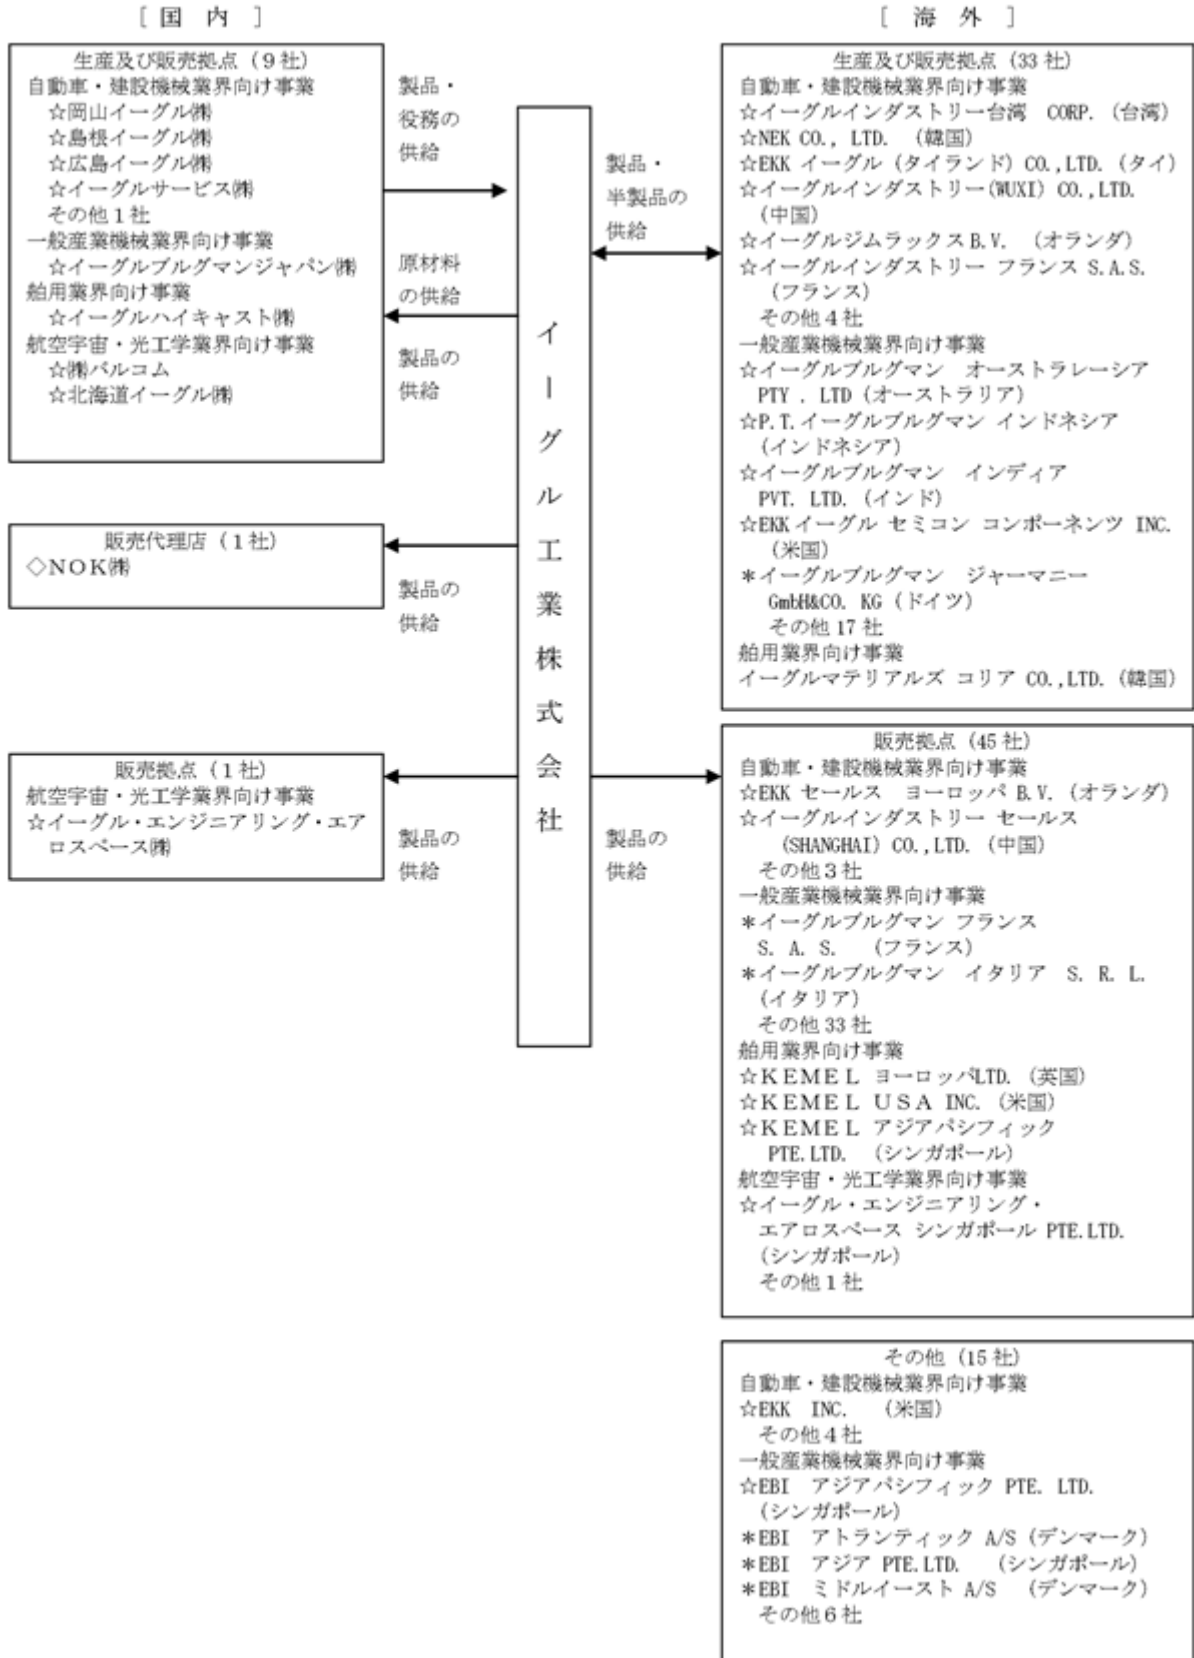 [ 国 内 ]
生産及び販売拠点（9社）
自動車・建設機械業界向け事業
☆岡山イーグル㈱
☆島根イーグル㈱
☆広島イーグル㈱
☆イーグルサービス㈱
その他1社
一般産業機械業界向け事業
☆イーグルブルグマンジャパン㈱
舶用業界向け事業
☆イーグルハイキャスト㈱
航空宇宙・光工学業界向け事業
☆㈱バルコム
☆北海道イーグル㈱
販売代理店（1社）
◇NOK㈱
販売拠点（1社）
航空宇宙・光工学業界向け事業
☆イーグル・エンジニアリング・エア
ロスペース㈱
製品・
役務の
供給
原材料
の供給
製品の
供給
製品の
供給
製品の
供給
イーグル工業株式会社
製品・
半製品の
供給
製品の
供給
[ 海 外 ]
生産及び販売拠点（33社）
自動車・建設機械業界向け事業
☆イーグルインダストリー台湾 CORP.（台湾）
☆NEK CO., LTD.（韓国）
☆EKK イーグル（タイランド）CO.,LTD.（タイ）
☆イーグルインダストリー(WUXI) CO.,LTD.
（中国）
☆イーグルジムラックスB.V.（オランダ）
☆イーグルインダストリー フランス S.A.S.
（フランス）
その他4社
一般産業機械業界向け事業
☆イーグルブルグマン オーストラレーシア
PTY . LTD（オーストラリア）
☆P.T.イーグルブルグマン インドネシア
（インドネシア）
☆イーグルブルグマン インディア
PVT. LTD.（インド）
☆EKKイーグル セミコン コンポーネンツ INC.
（米国）
＊イーグルブルグマン ジャーマニー
GmbH&CO. KG（ドイツ）
その他17社
舶用業界向け事業
イーグルマテリアルズ コリア CO.,LTD.（韓国）
販売拠点（45社）
自動車・建設機械業界向け事業
☆EKK セールス ヨーロッパ B.V.（オランダ）
☆イーグルインダストリー セールス
(SHANGHAI) CO.,LTD.（中国）
その他3社
一般産業機械業界向け事業
＊イーグルブルグマン フランス
S. A. S.（フランス）
＊イーグルブルグマン イタリア S. R. L.
（イタリア）
その他33社
舶用業界向け事業
☆KEMEL ヨーロッパLTD.（英国）
☆KEMEL USA INC.（米国）
☆KEMEL アジアパシフィック
PTE.LTD.（シンガポール）
航空宇宙・光工学業界向け事業
☆イーグル・エンジニアリング・
エアロスペース シンガポール PTE.LTD.
（シンガポール）
その他1社
その他（15社）
自動車・建設機械業界向け事業
☆EKK INC.（米国）
その他4社
一般産業機械業界向け事業
☆EBI アジアパシフィック PTE. LTD.
（シンガポール）
＊EBI アトランティック A/S（デンマーク）
＊EBI アジア PTE.LTD.（シンガポール）
＊EBI ミドルイースト A/S（デンマーク）
その他6社